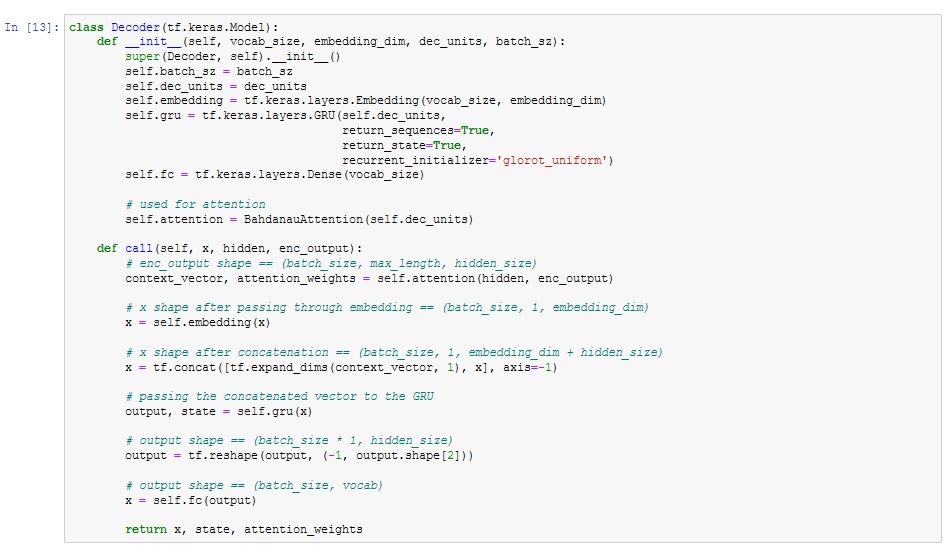 In [13]: class Decoder(tf.keras.Model):
    def __init__(self, vocab_size, embedding_dim, dec_units, batch_sz):
        super(Decoder, self).__init__()
        self.batch_sz = batch_sz
        self.dec_units = dec_units
        self.embedding = tf.keras.layers.Embedding(vocab_size, embedding_dim)
        self.gru = tf.keras.layers.GRU(self.dec_units,
                                       return_sequences=True,
                                       return_state=True,
                                       recurrent_initializer='glorot_uniform')
        self.fc = tf.keras.layers.Dense(vocab_size)

        # used for attention
        self.attention = BahdanauAttention(self.dec_units)

    def call(self, x, hidden, enc_output):
        # enc_output shape == (batch_size, max_length, hidden_size)
        context_vector, attention_weights = self.attention(hidden, enc_output)

        # x shape after passing through embedding == (batch_size, 1, embedding_dim)
        x = self.embedding(x)

        # x shape after concatenation == (batch_size, 1, embedding_dim + hidden_size)
        x = tf.concat([tf.expand_dims(context_vector, 1), x], axis=-1)

        # passing the concatenated vector to the GRU
        output, state = self.gru(x)

        # output shape == (batch_size * 1, hidden_size)
        output = tf.reshape(output, (-1, output.shape[2]))

        # output shape == (batch_size, vocab)
        x = self.fc(output)

        return x, state, attention_weights